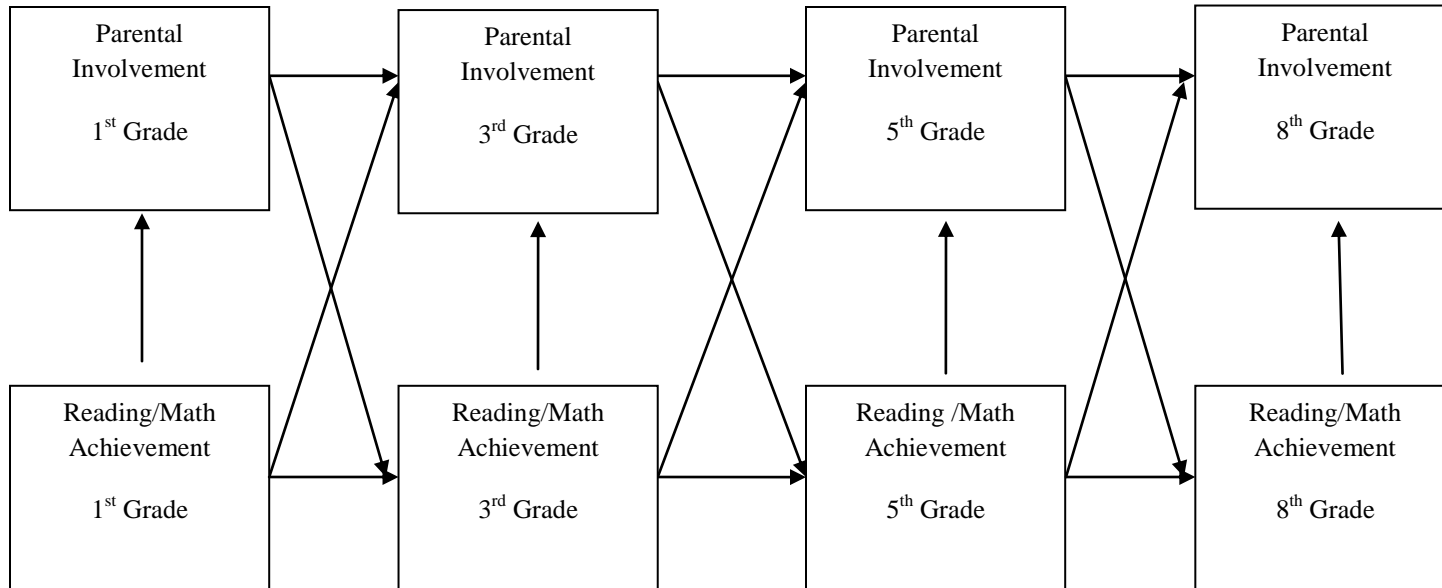 Parental
Involvement
1st Grade
Parental
Involvement
3rd Grade
Parental
Involvement
5th Grade
Parental
Involvement
8th Grade
Reading/Math
Achievement
1st Grade
Reading/Math
Achievement
3rd Grade
Reading /Math
Achievement
5th Grade
Reading/Math
Achievement
8th Grade